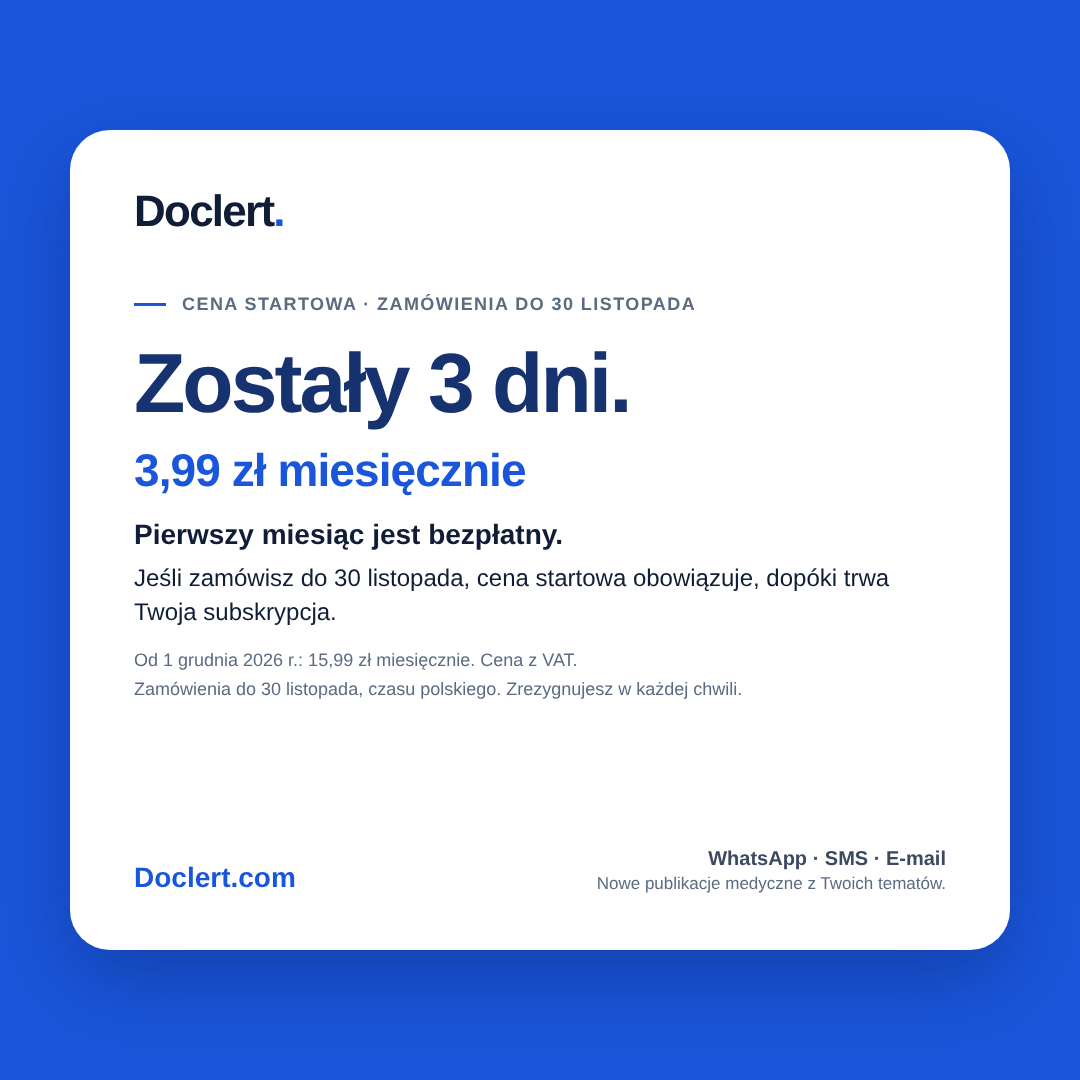 Doclert.
CENA STARTOWA · ZAMÓWIENIA DO 30 LISTOPADA
Zostały 3 dni.
3,99 zł miesięcznie
Pierwszy miesiąc jest bezpłatny.
Jeśli zamówisz do 30 listopada, cena startowa obowiązuje, dopóki trwa
Twoja subskrypcja.
Od 1 grudnia 2026 r.: 15,99 zł miesięcznie. Cena z VAT.
Zamówienia do 30 listopada, czasu polskiego. Zrezygnujesz w każdej chwili.
Doclert.com
WhatsApp · SMS · E-mail
Nowe publikacje medyczne z Twoich tematów.